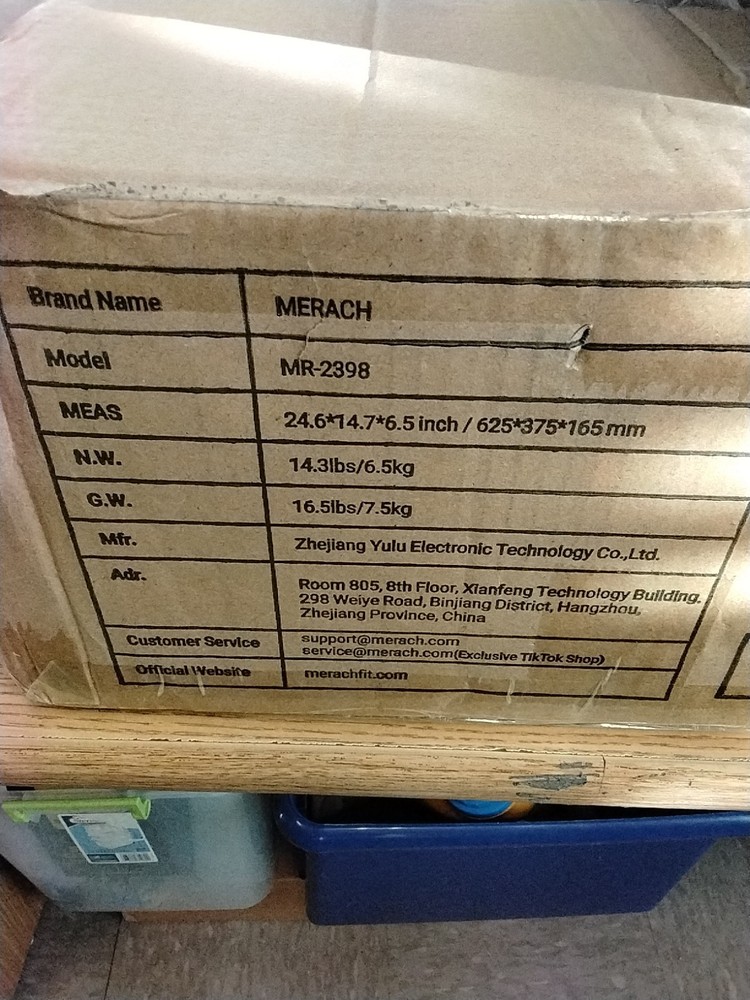 Brand Name MERACH
Model MR-2398
MEAS 24.6*14.7*6.5 inch / 625*375*165 mm
N.W. 14.3lbs/6.5kg
G.W. 16.5lbs/7.5kg
Mfr. Zhejiang Yulu Electronic Technology Co.,Ltd.
Adr. Room 805, 8th Floor, Xianfeng Technology Building,
298 Weiye Road, Binjiang District, Hangzhou,
Zhejiang Province, China
Customer Service support@merach.com
service@merach.com(Exclusive TikTok Shop)
Official Website merachfit.com